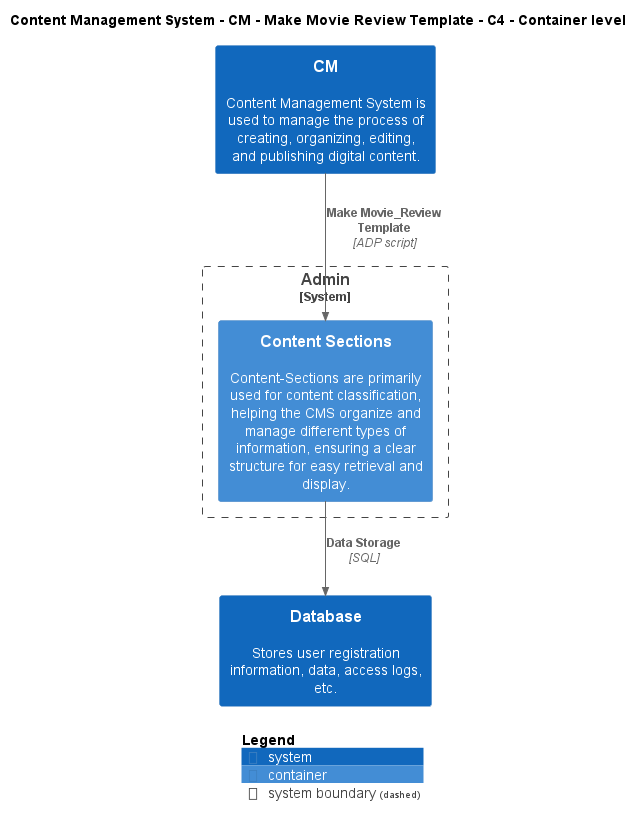 Content Management System - CM - Make Movie Review Template - C4 - Container level
CM
Content Management System is
used to manage the process of
creating, organizing, editing,
and publishing digital content.
Make Movie_Review
Template
[ADP script]
Admin
[System]
Content Sections
Content-Sections are primarily
used for content classification,
helping the CMS organize and
manage different types of
information, ensuring a clear
structure for easy retrieval and
display.
Data Storage
[SQL]
Database
Stores user registration
information, data, access logs,
etc.
Legend
system
container
system boundary (dashed)